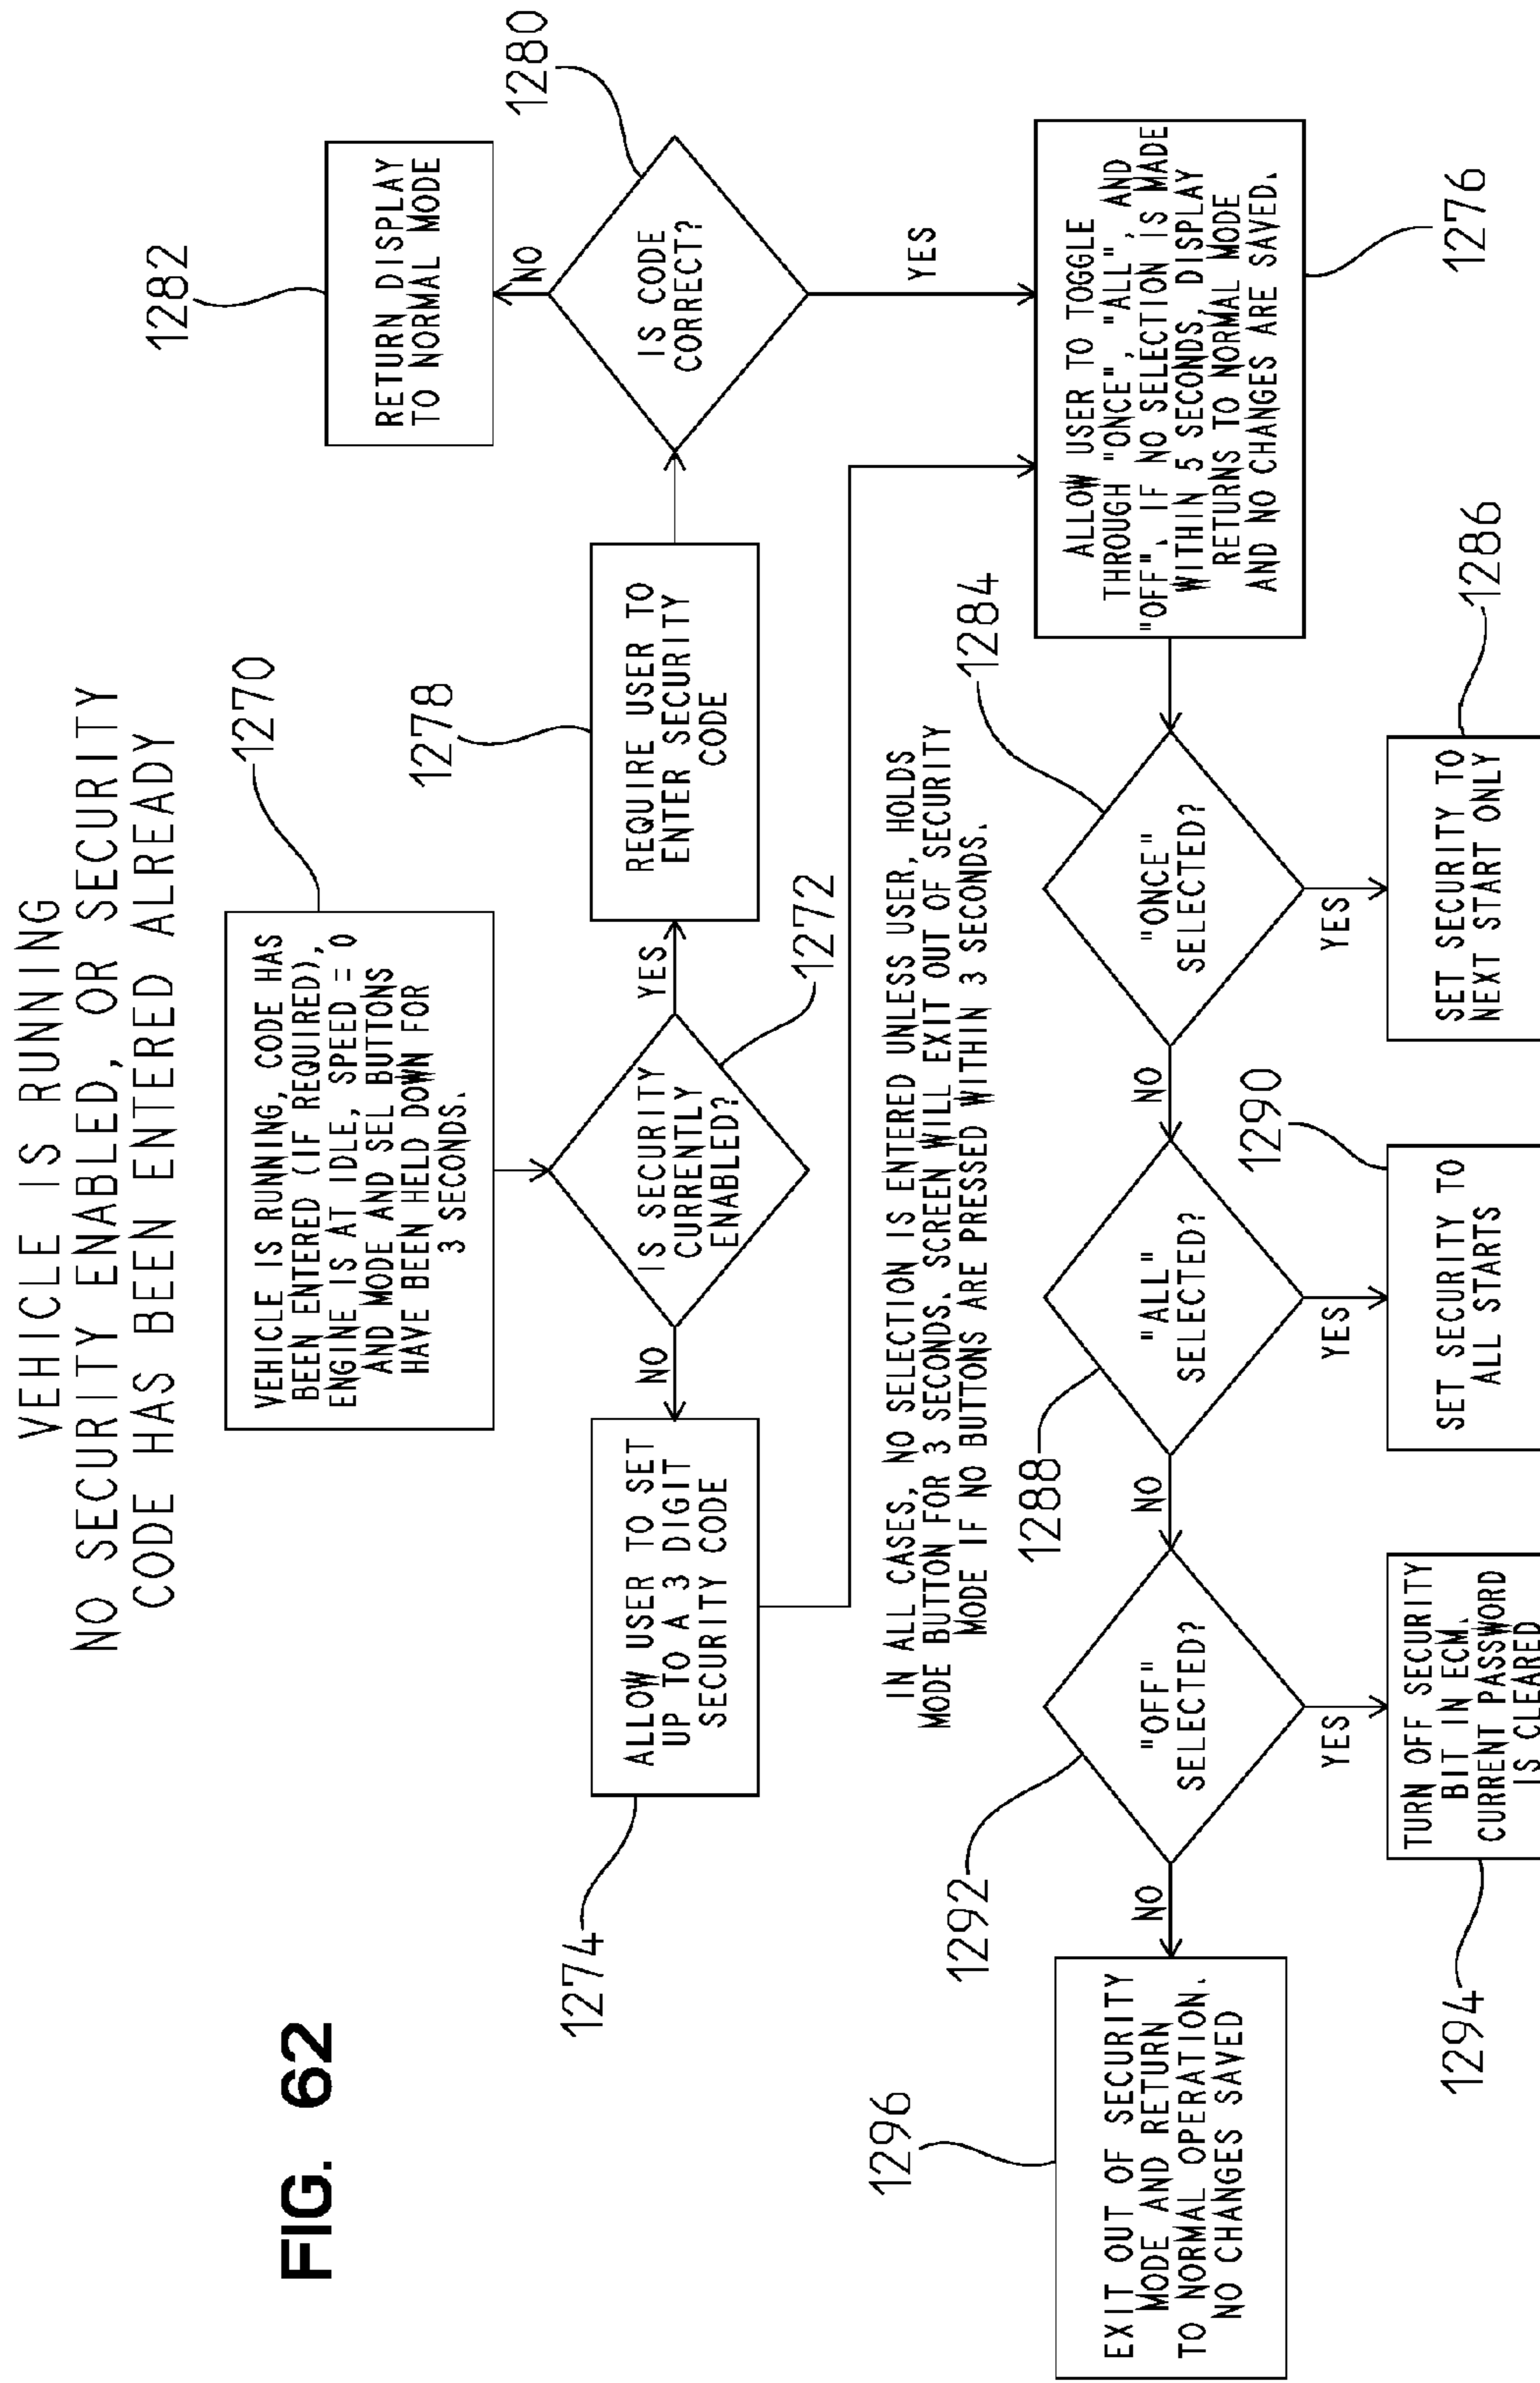 VEHICLE IS RUNNING
NO SECURITY ENABLED, OR SECURITY
CODE HAS BEEN ENTERED ALREADY
FIG. 62
1270
VEHICLE IS RUNNING, CODE HAS
BEEN ENTERED (IF REQUIRED),
ENGINE IS AT IDLE, SPEED = 0
AND MODE AND SEL BUTTONS
HAVE BEEN HELD DOWN FOR
3 SECONDS.
1282
RETURN DISPLAY
TO NORMAL MODE
NO
1274
ALLOW USER TO SET
UP TO A 3 DIGIT
SECURITY CODE
NO
IS SECURITY
CURRENTLY
ENABLED?
1272
YES
1278
REQUIRE USER TO
ENTER SECURITY
CODE
IS CODE
CORRECT?
1280
YES
IN ALL CASES, NO SELECTION IS ENTERED UNLESS USER, HOLDS
MODE BUTTON FOR 3 SECONDS. SCREEN WILL EXIT OUT OF SECURITY
MODE IF NO BUTTONS ARE PRESSED WITHIN 3 SECONDS.
ALLOW USER TO TOGGLE
THROUGH "ONCE", "ALL", AND
"OFF". IF NO SELECTION IS MADE
WITHIN 5 SECONDS, DISPLAY
RETURNS TO NORMAL MODE
AND NO CHANGES ARE SAVED.
1276
1296
EXIT OUT OF SECURITY
MODE AND RETURN
TO NORMAL OPERATION.
NO CHANGES SAVED
NO
1292
"OFF"
SELECTED?
NO
1288
"ALL"
SELECTED?
NO
1284
"ONCE"
SELECTED?
YES
YES
YES
1294
TURN OFF SECURITY
BIT IN ECM.
CURRENT PASSWORD
IS CLEARED
1290
SET SECURITY TO
ALL STARTS
1286
SET SECURITY TO
NEXT START ONLY